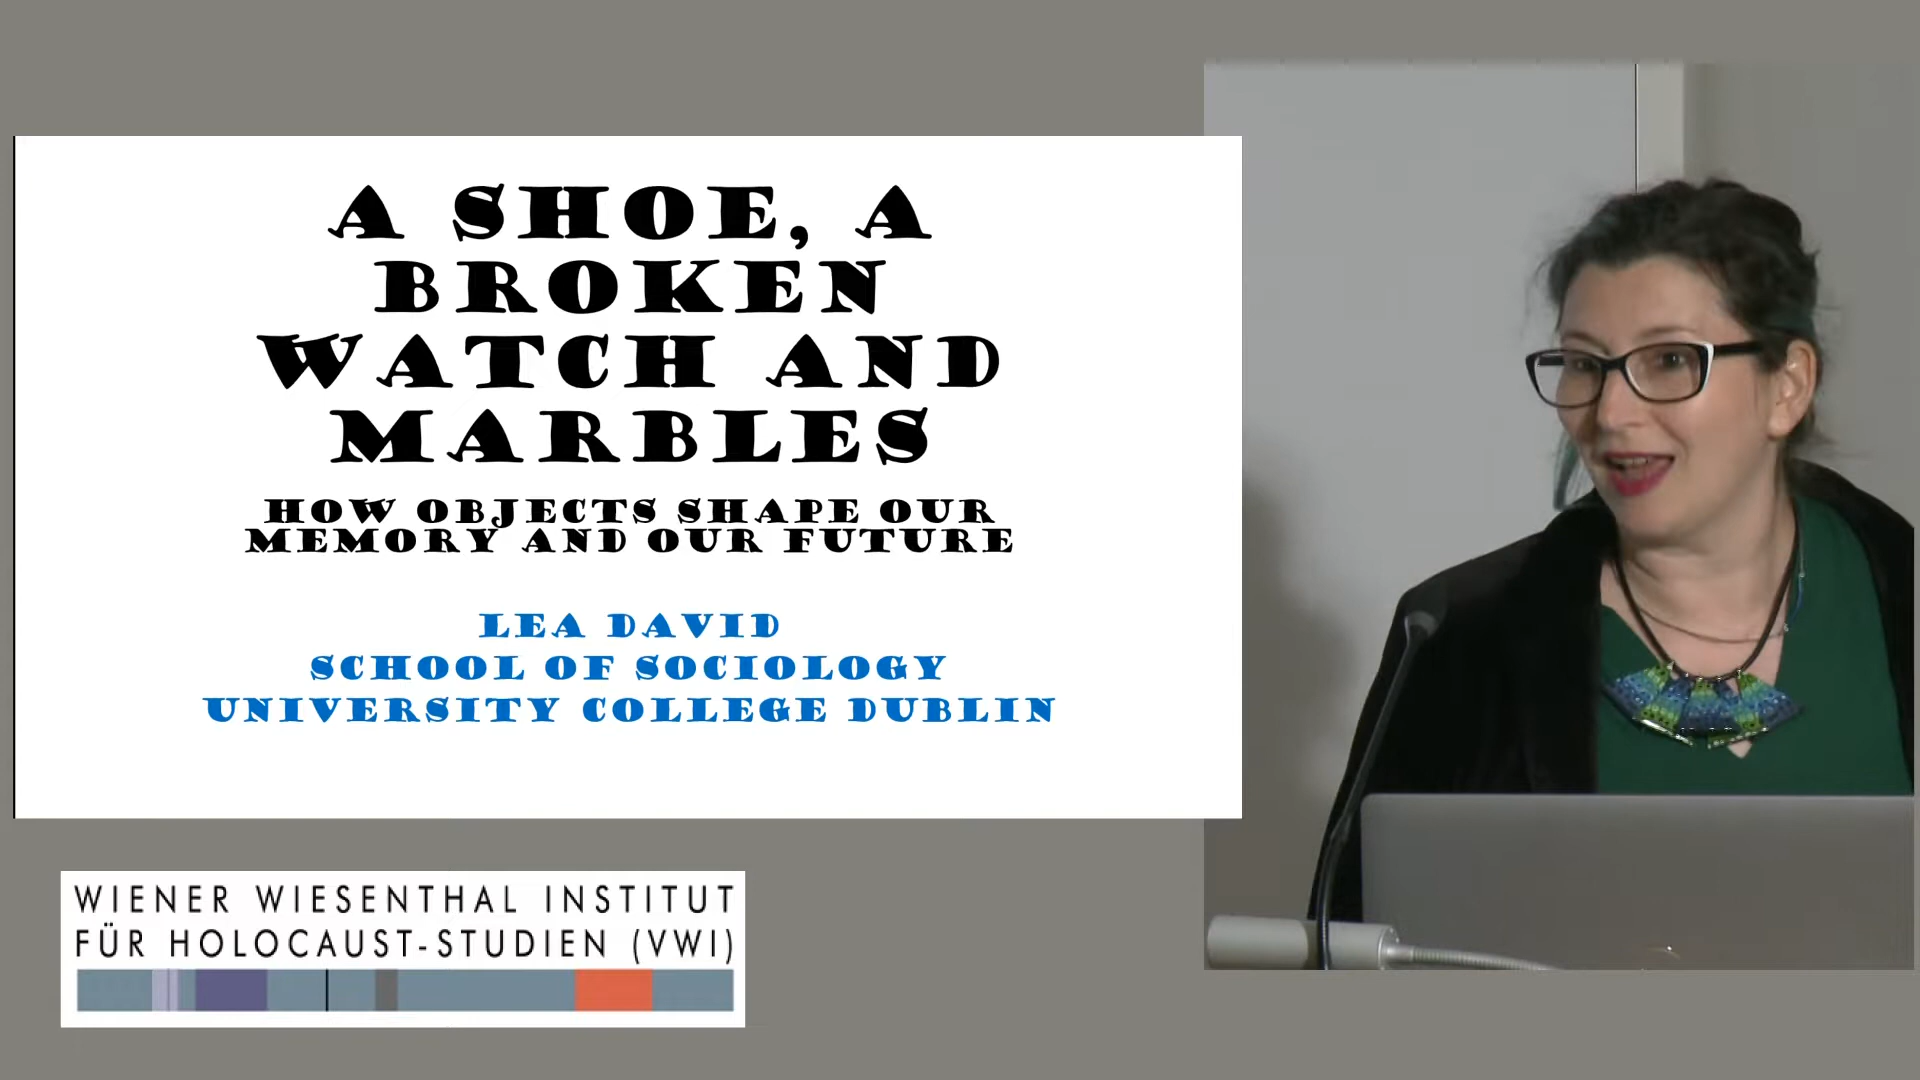 A SHOE, A
BROKEN
WATCH AND
MARBLES
HOW OBJECTS SHAPE OUR
MEMORY AND OUR FUTURE
LEA DAVID
SCHOOL OF SOCIOLOGY
UNIVERSITY COLLEGE DUBLIN
WIENER WIESENTHAL INSTITUT
FÜR HOLOCAUST-STUDIEN (VWI)